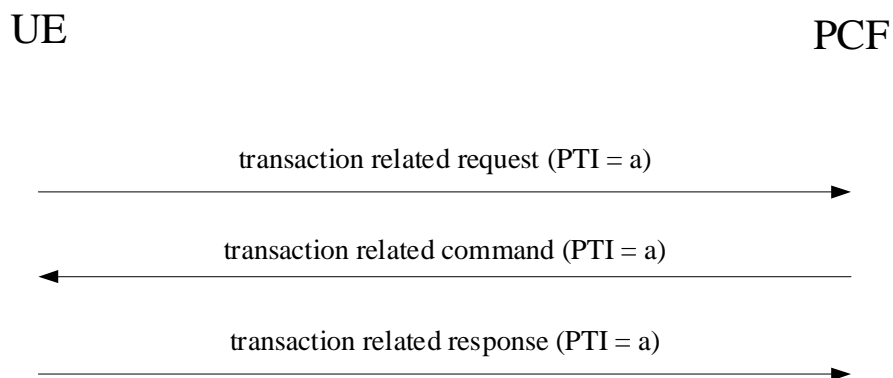 UE
PCF
transaction related request (PTI = a)
transaction related command (PTI = a)
transaction related response (PTI = a)